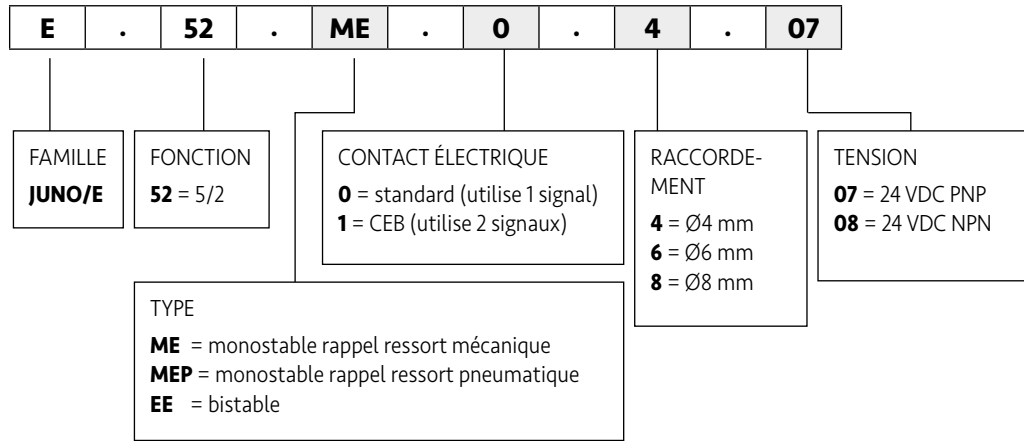 E . 52 . ME . 0 . 4 . 07
FAMILLE
JUNO/E
FONCTION
52 = 5/2
CONTACT ÉLECTRIQUE
0 = standard (utilise 1 signal)
1 = CEB (utilise 2 signaux)
RACCORDE-
MENT
4 = Ø4 mm
6 = Ø6 mm
8 = Ø8 mm
TENSION
07 = 24 VDC PNP
08 = 24 VDC NPN
TYPE
ME = monostable rappel ressort mécanique
MEP = monostable rappel ressort pneumatique
EE = bistable